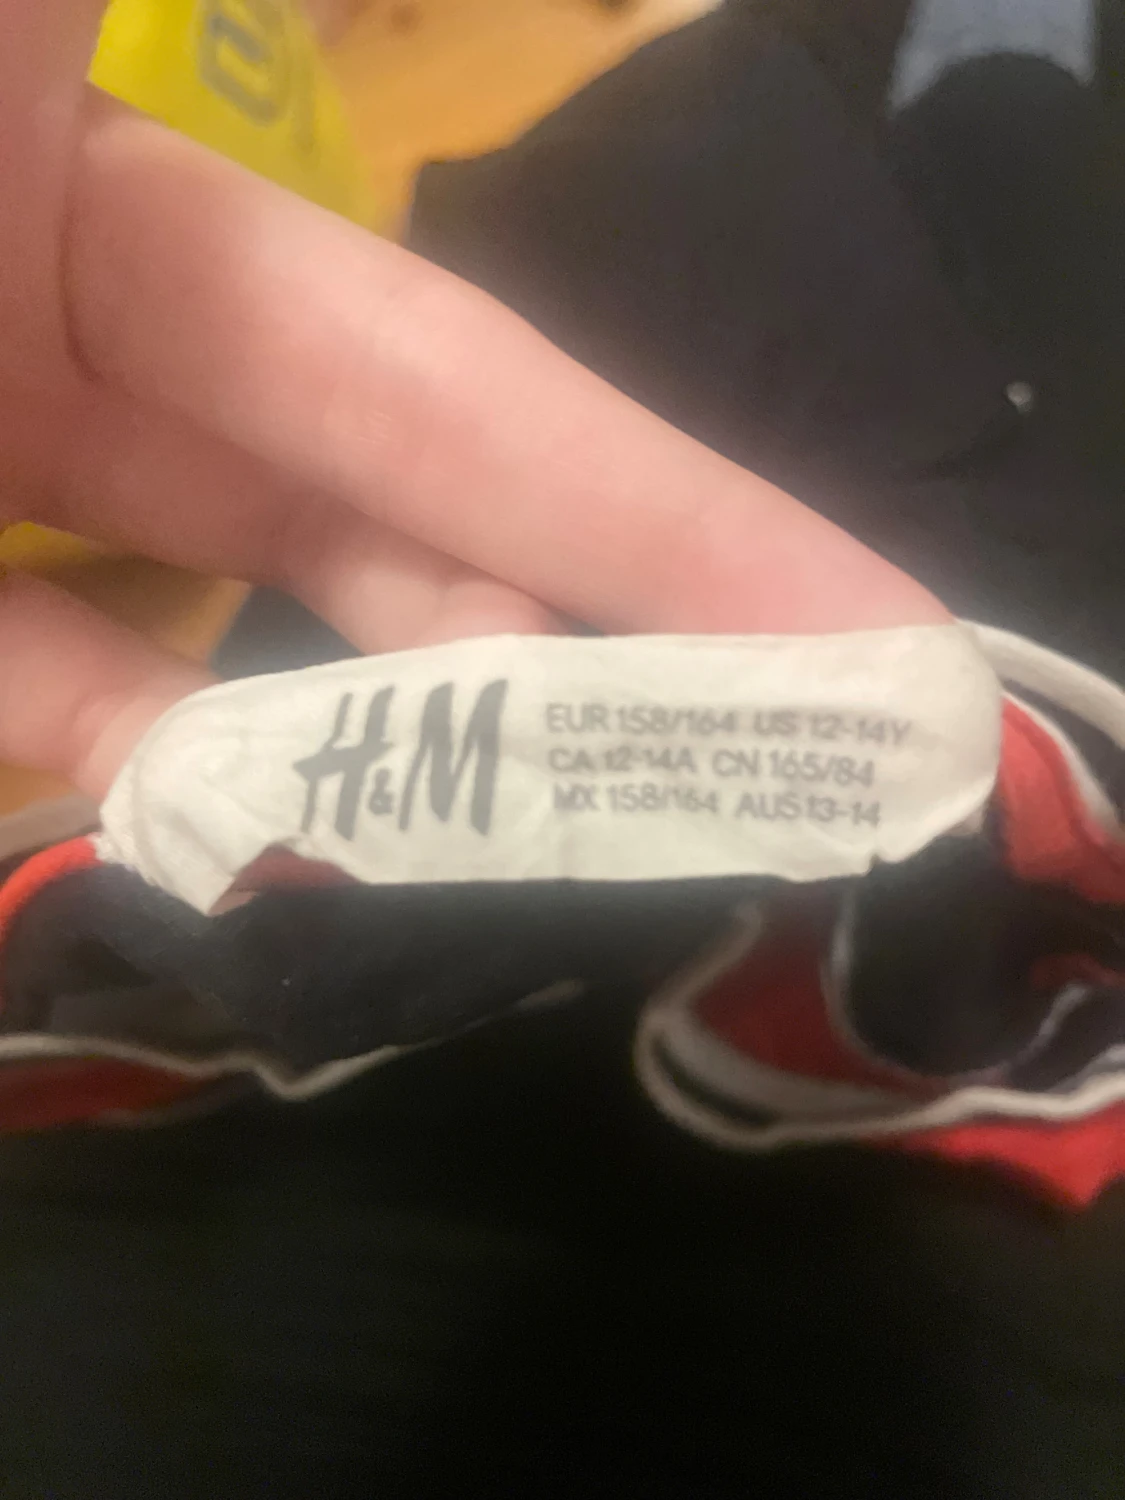 H&M
EUR 158/164 US 12-14Y
CA 12-14A CN 165/84
MX 158/164 AUS 13-14